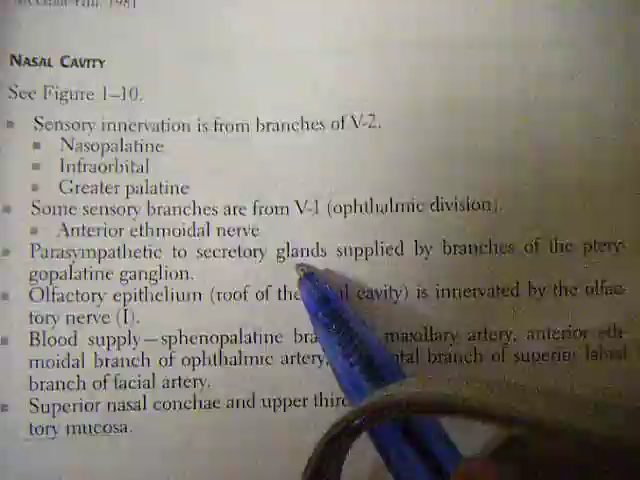 1981
NASAL CAVITY
See Figure 1–10.
Sensory innervation is from branches of V-2.
Nasopalatine
Infraorbital
Greater palatine
Some sensory branches are from V-1 (ophthalmic division).
Anterior ethmoidal nerve
Parasympathetic to secretory glands supplied by branches of the ptery-
gopalatine ganglion.
Olfactory epithelium (roof of the cavity) is innervated by the olfac-
tory nerve (I).
Blood supply—sphenopalatine maxillary artery, anterior eth-
moidal branch of ophthalmic artery, branch of superior labial
branch of facial artery.
Superior nasal conchae and upper third
tory mucosa.